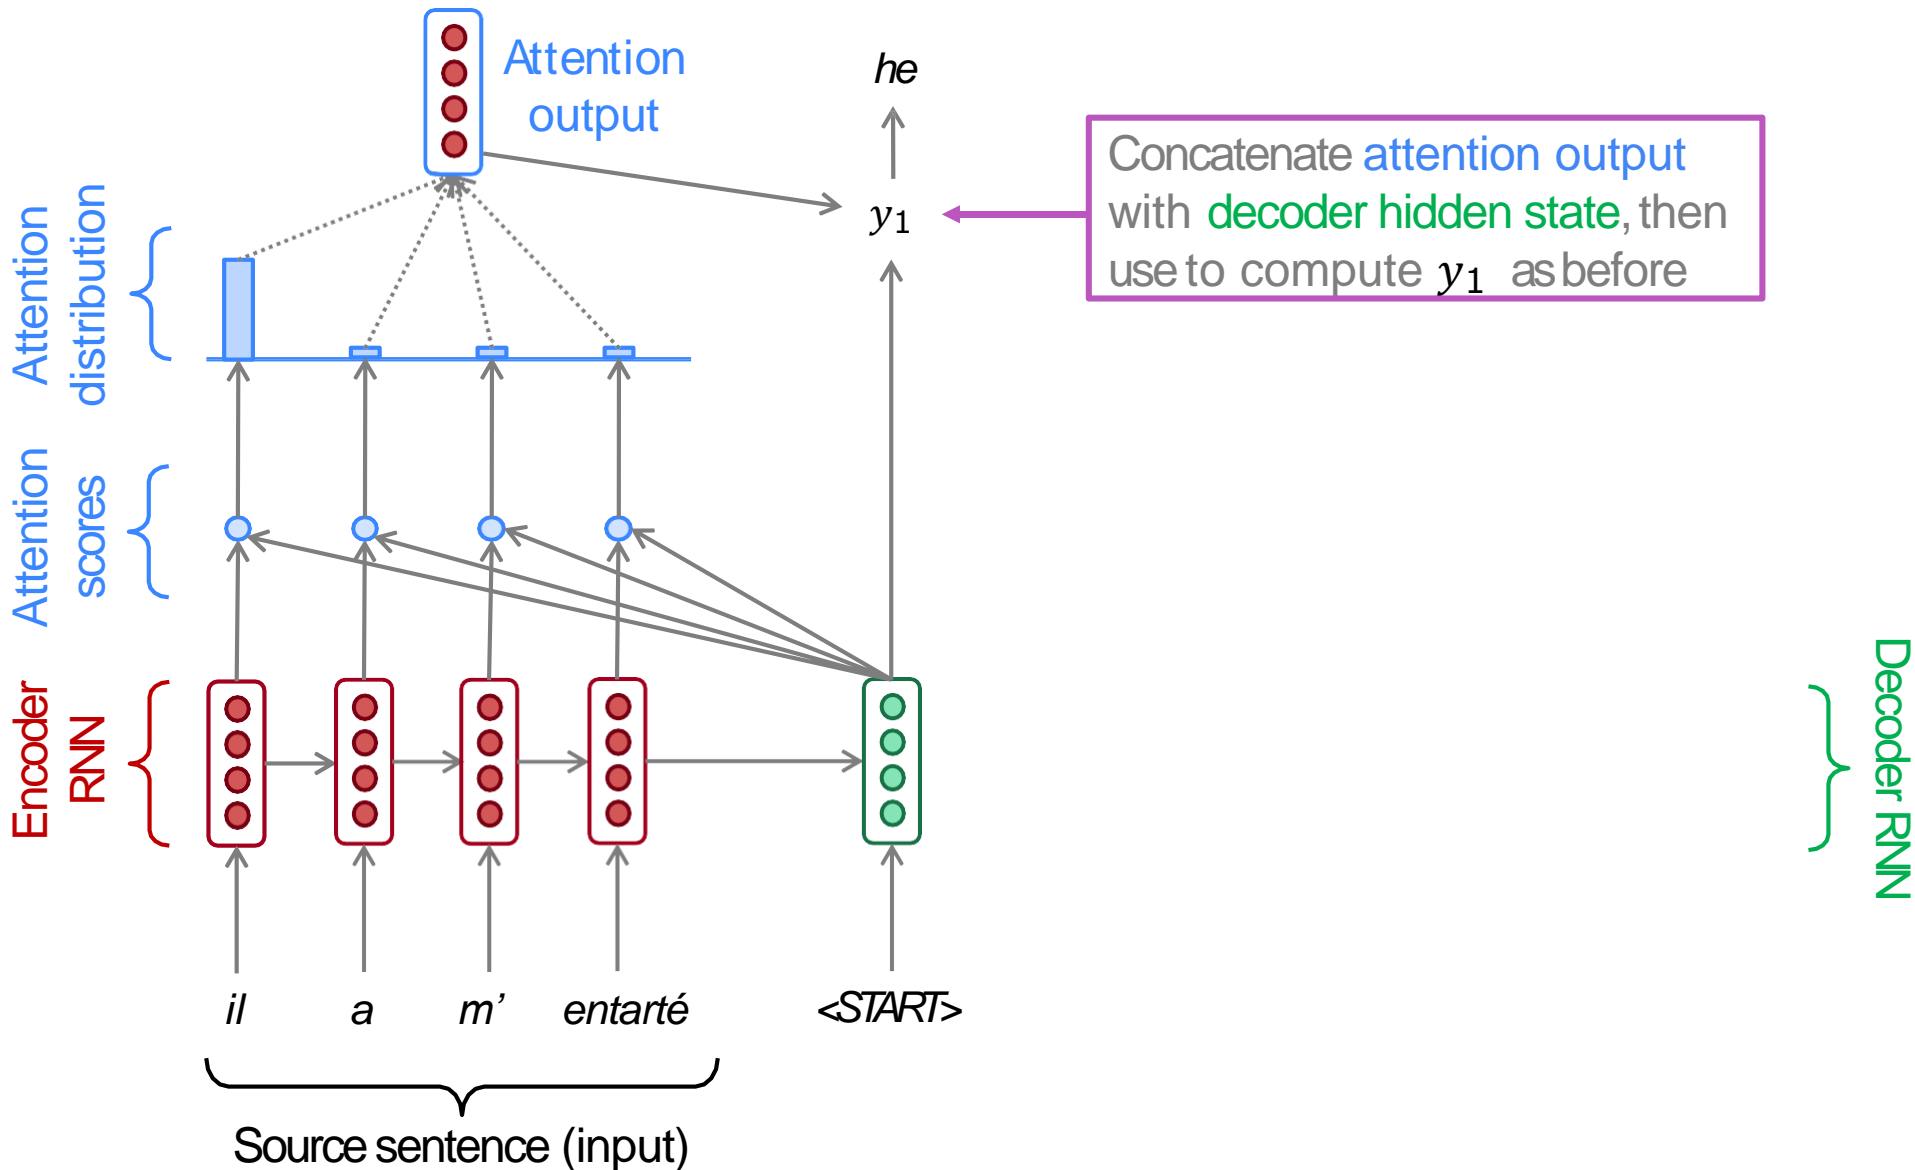 Attention
output
he
Concatenate attention output
with decoder hidden state, then
use to compute y₁ as before
y₁
Attention
distribution
Attention
scores
Encoder
RNN
Decoder RNN
il a m’ entarté <START>
Source sentence (input)